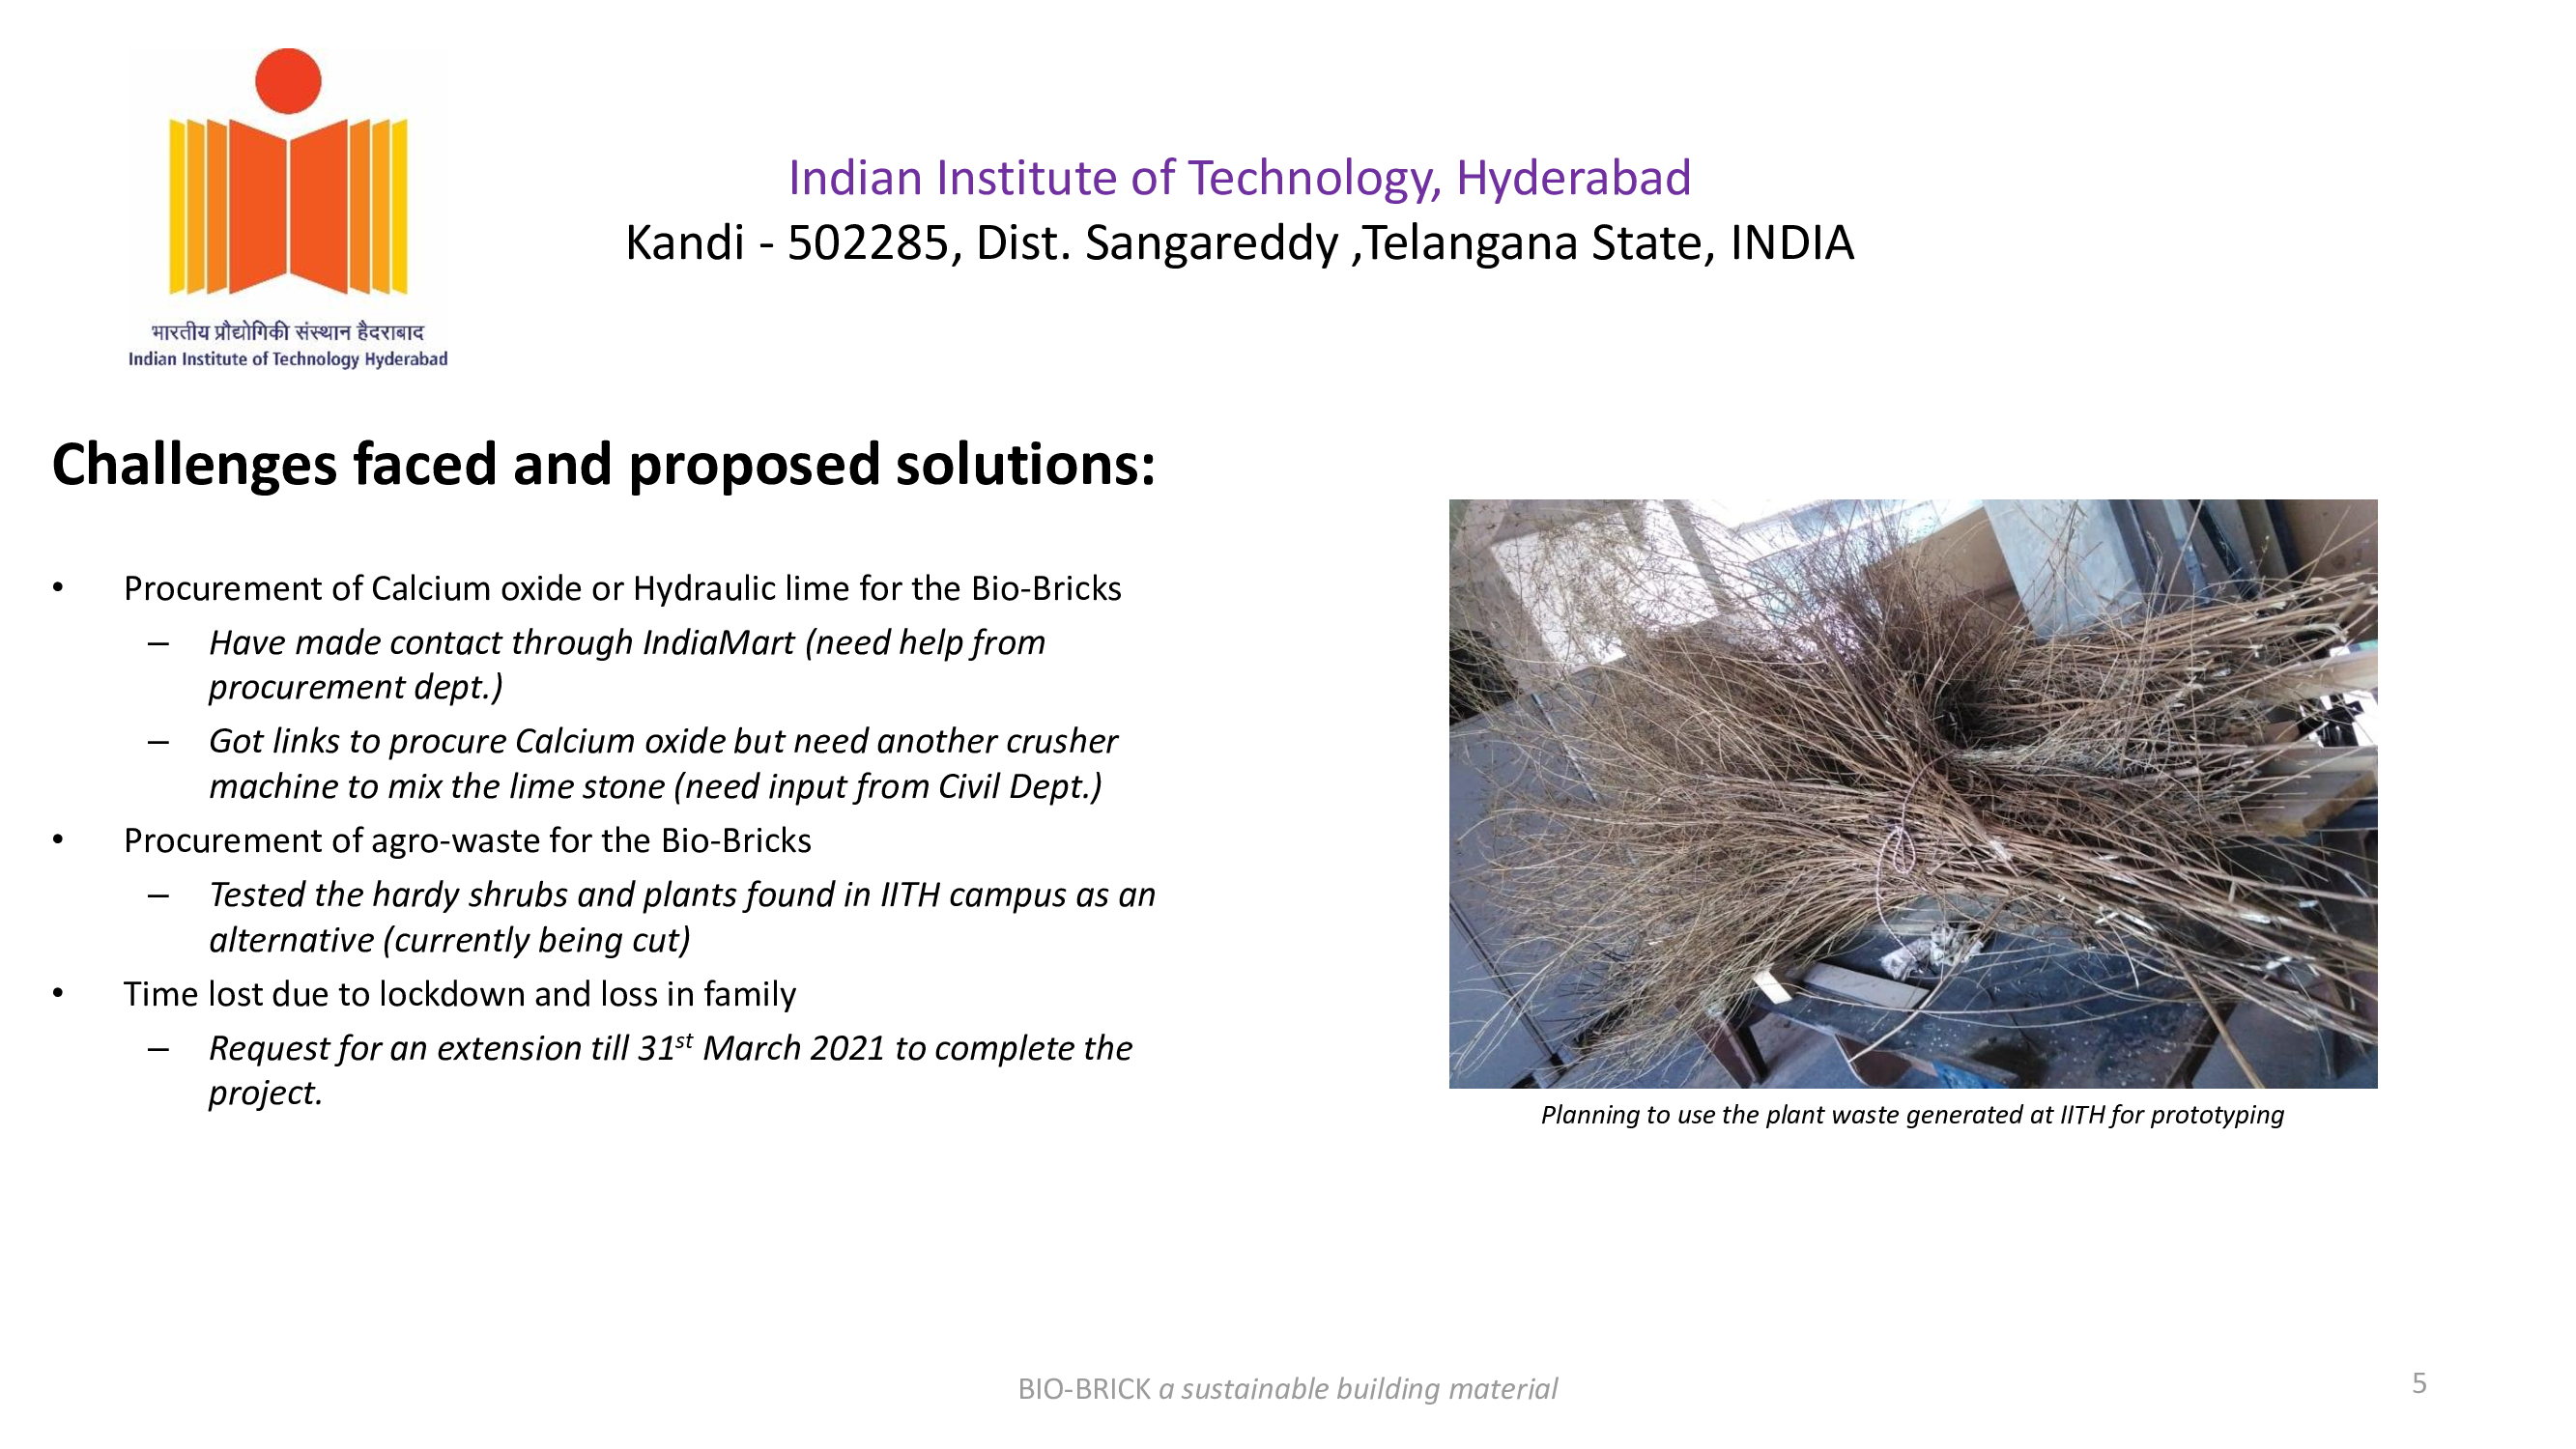 भारतीय प्रौद्योगिकी संस्थान हैदराबाद
Indian Institute of Technology Hyderabad
Indian Institute of Technology, Hyderabad
Kandi - 502285, Dist. Sangareddy ,Telangana State, INDIA
Challenges faced and proposed solutions:
• Procurement of Calcium oxide or Hydraulic lime for the Bio-Bricks
– Have made contact through IndiaMart (need help from
procurement dept.)
– Got links to procure Calcium oxide but need another crusher
machine to mix the lime stone (need input from Civil Dept.)
• Procurement of agro-waste for the Bio-Bricks
– Tested the hardy shrubs and plants found in IITH campus as an
alternative (currently being cut)
• Time lost due to lockdown and loss in family
– Request for an extension till 31st March 2021 to complete the
project.
Planning to use the plant waste generated at IITH for prototyping
BIO-BRICK a sustainable building material
5